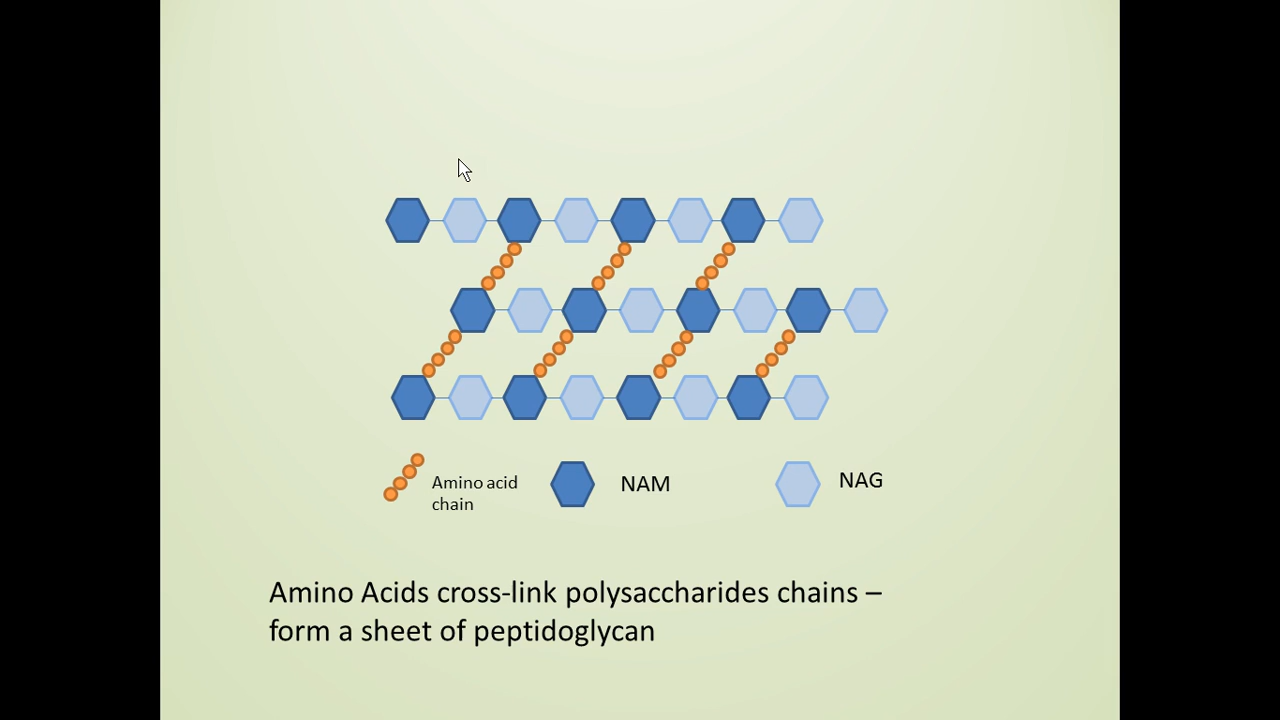 Amino acid
chain
NAM
NAG
Amino Acids cross-link polysaccharides chains –
form a sheet of peptidoglycan